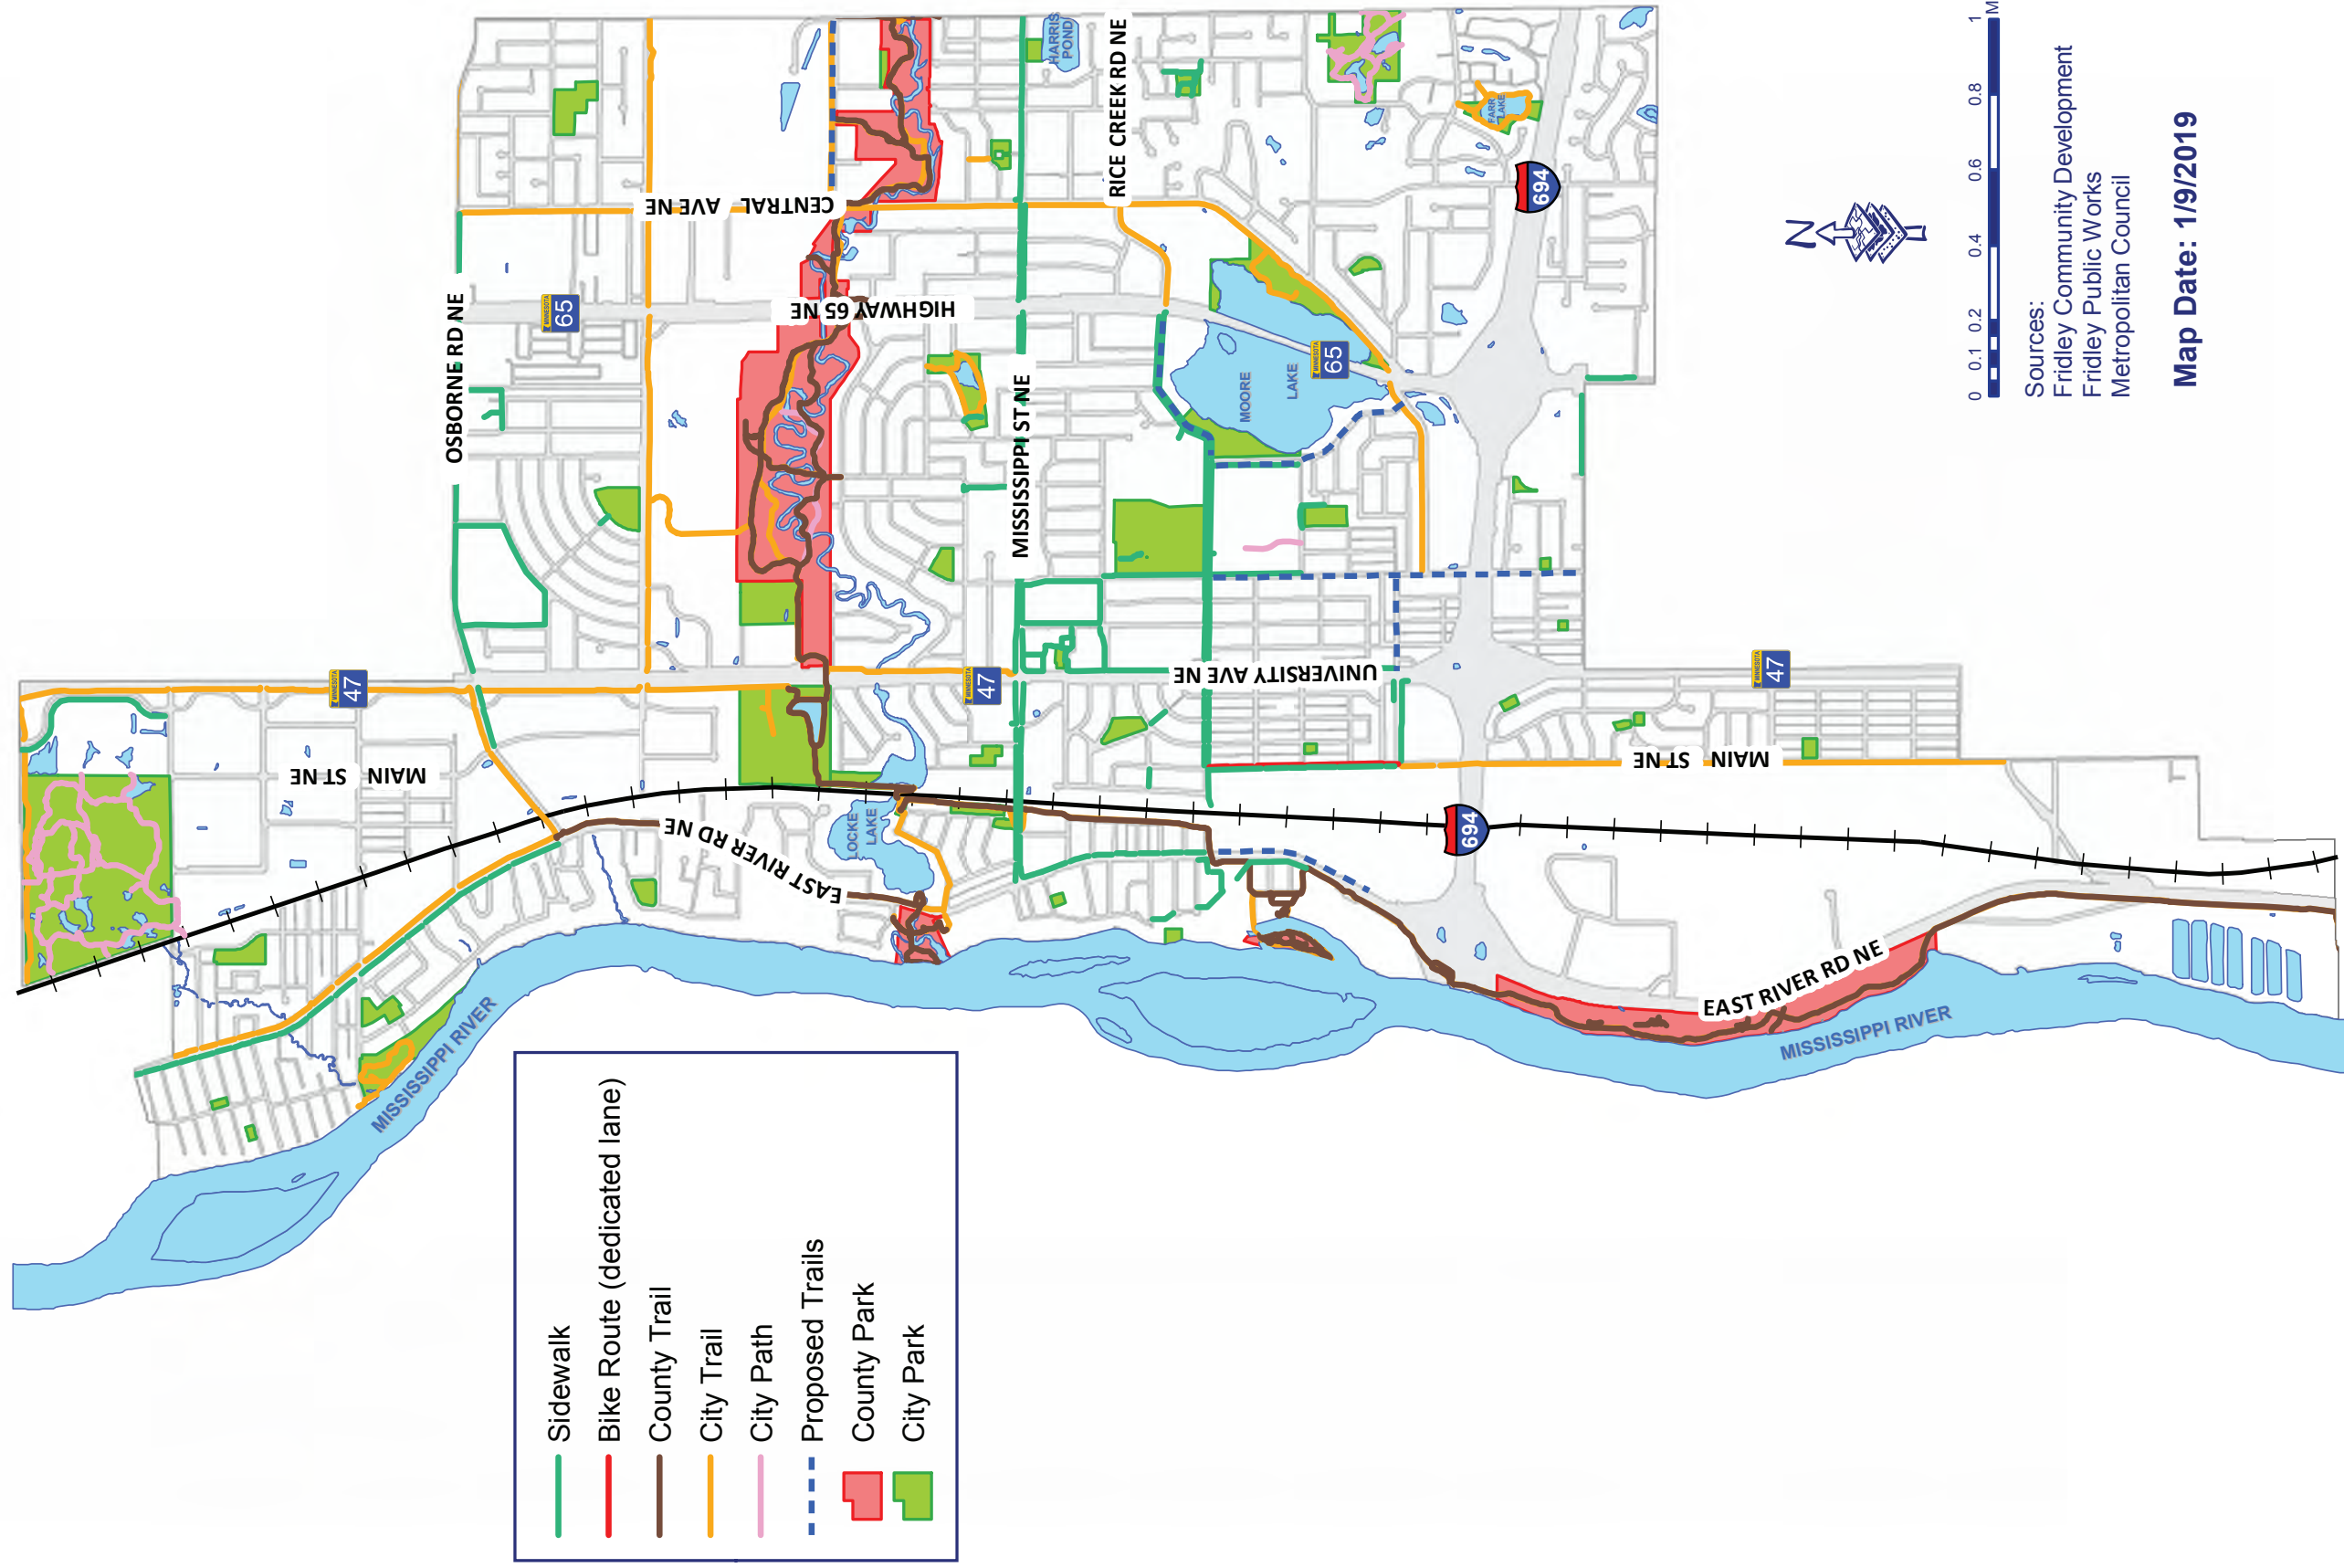 OSBORNE RD NE
MINNESOTA
65
CENTRAL AVE NE
HIGHWAY 65 NE
HARRIS
POND
RICE CREEK RD NE
MISSISSIPPI ST NE
FARR
LAKE
694
MOORE
LAKE
MINNESOTA
65
MINNESOTA
47
MINNESOTA
47
UNIVERSITY AVE NE
MINNESOTA
47
MAIN ST NE
MAIN ST NE
LOCKE
LAKE
EAST RIVER RD NE
694
EAST RIVER RD NE
MISSISSIPPI RIVER
MISSISSIPPI RIVER
Sidewalk
Bike Route (dedicated lane)
County Trail
City Trail
City Path
Proposed Trails
County Park
City Park
N
0 0.1 0.2 0.4 0.6 0.8 1
M
Sources:
Fridley Community Development
Fridley Public Works
Metropolitan Council
Map Date: 1/9/2019